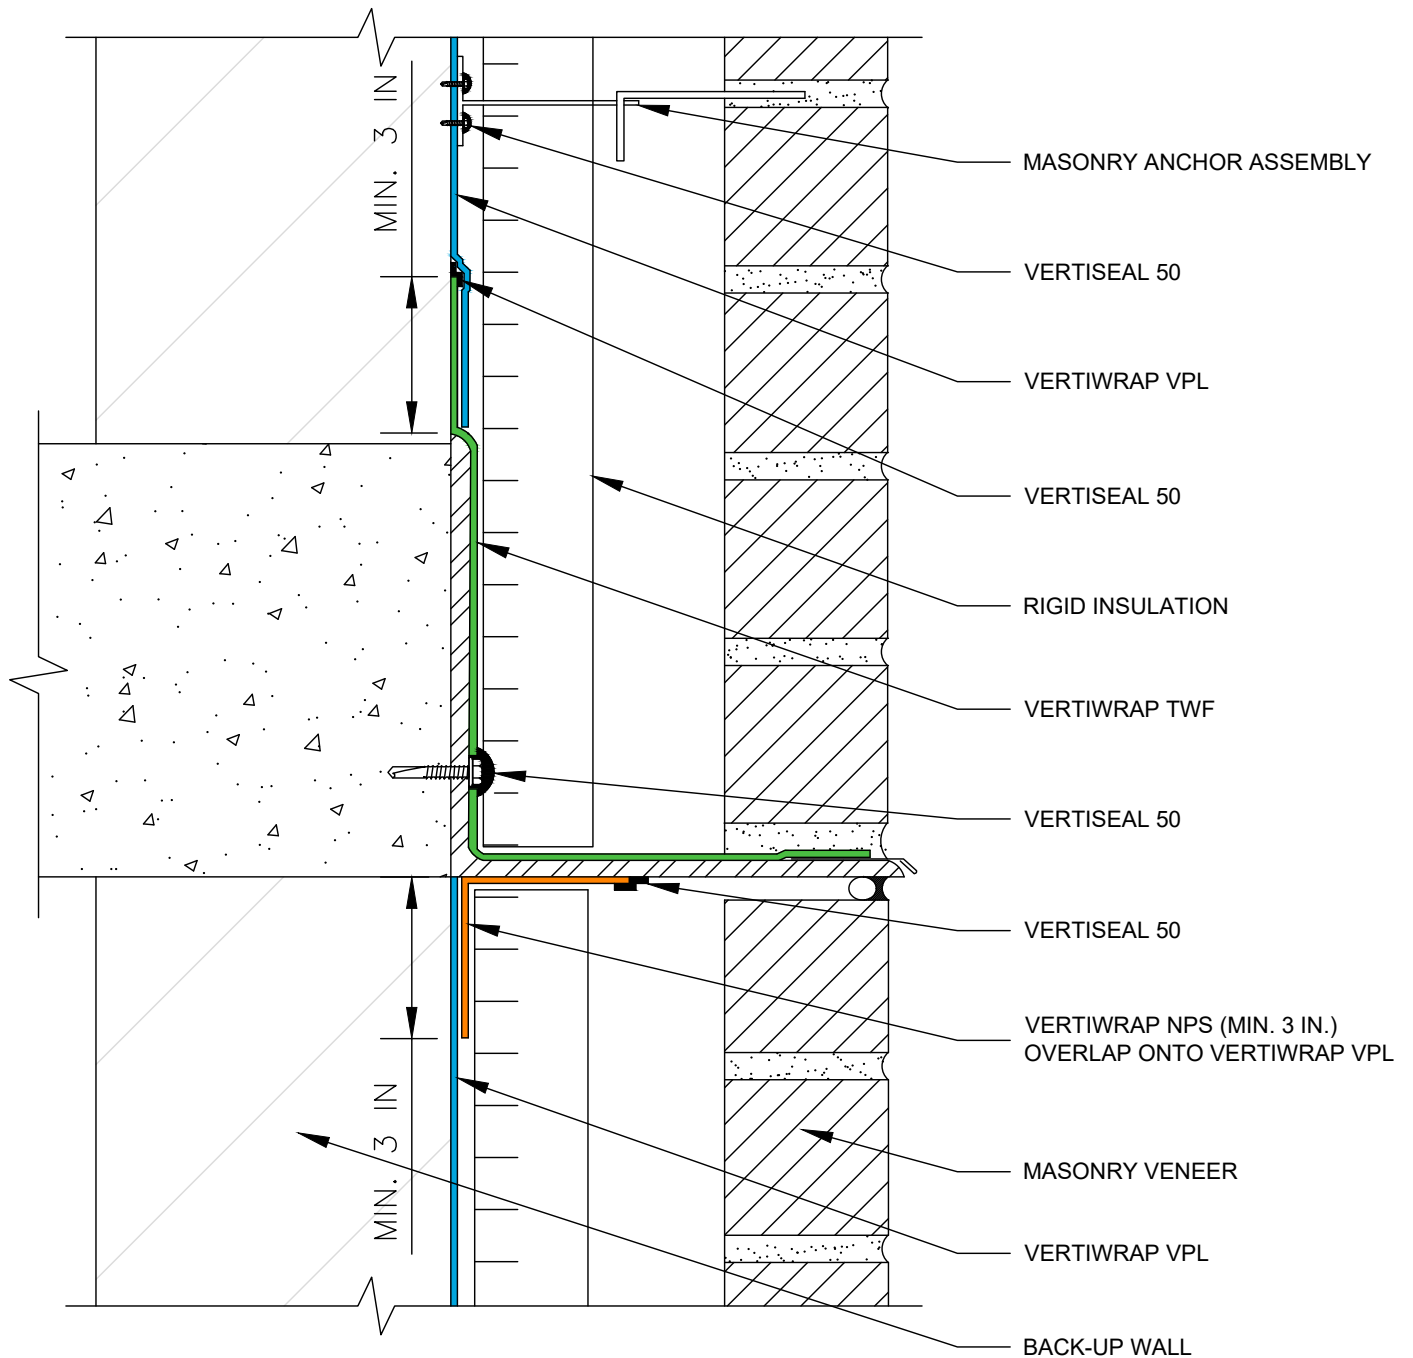 MIN. 3 IN
MASONRY ANCHOR ASSEMBLY
VERTISEAL 50
VERTIWRAP VPL
VERTISEAL 50
RIGID INSULATION
VERTIWRAP TWF
VERTISEAL 50
VERTISEAL 50
VERTIWRAP NPS (MIN. 3 IN.)
OVERLAP ONTO VERTIWRAP VPL
MIN. 3 IN
MASONRY VENEER
VERTIWRAP VPL
BACK-UP WALL